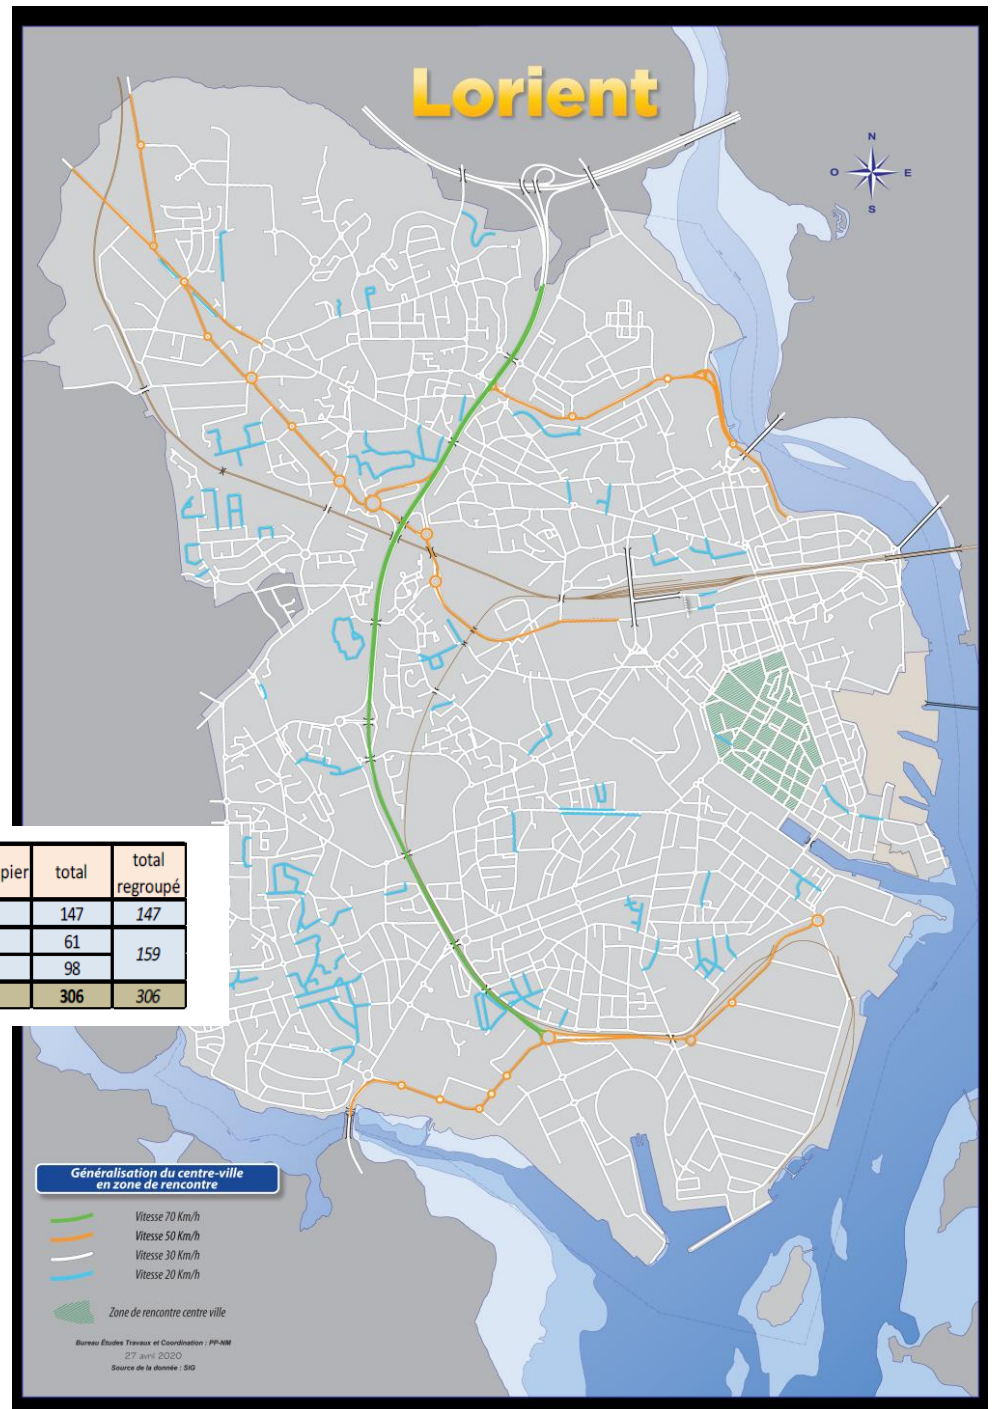 Lorient
N
O E
S
pier total total regroupé
147 147
61 159
98
306 306
Généralisation du centre-ville
en zone de rencontre
Vitesse 70 Km/h
Vitesse 50 Km/h
Vitesse 30 Km/h
Vitesse 20 Km/h
Zone de rencontre centre ville
Bureau Études Travaux et Coordination : PP-NM
27 avril 2020
Source de la donnée : SIG